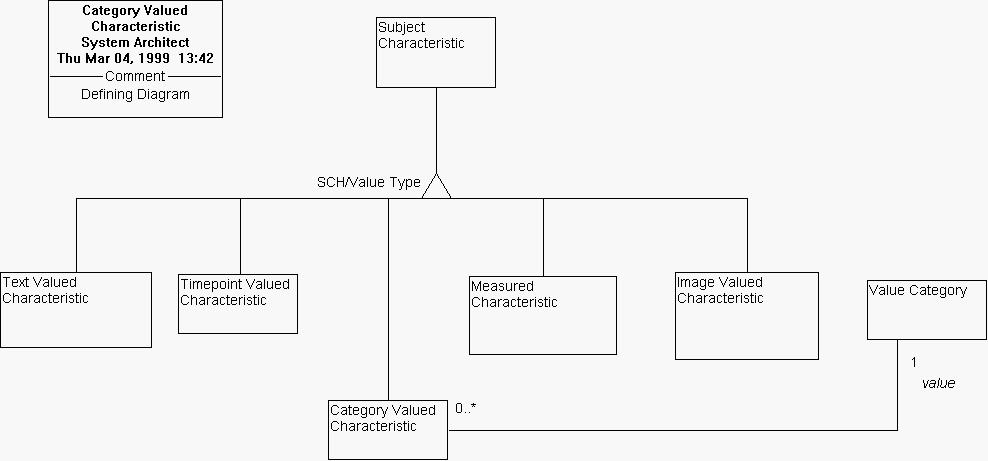 Category Valued
Characteristic
System Architect
Thu Mar 04, 1999  13:42
Comment
Defining Diagram
Subject
Characteristic
SCH/Value Type
Text Valued
Characteristic
Timepoint Valued
Characteristic
Measured
Characteristic
Image Valued
Characteristic
Value Category
1
value
Category Valued
Characteristic
0..*